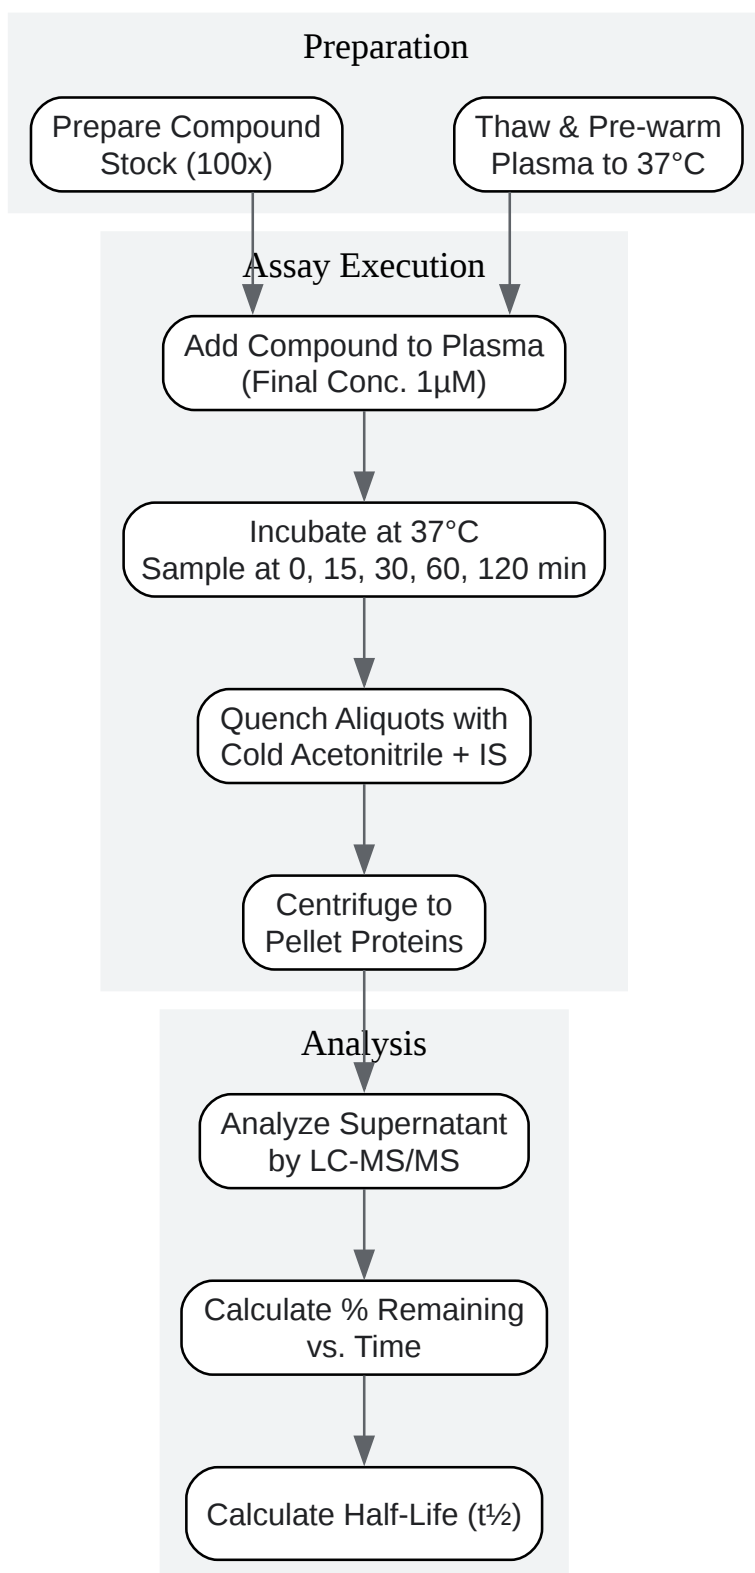 Preparation
Prepare Compound
Stock (100x)
Thaw & Pre-warm
Plasma to 37°C
Assay Execution
Add Compound to Plasma
(Final Conc. 1µM)
Incubate at 37°C
Sample at 0, 15, 30, 60, 120 min
Quench Aliquots with
Cold Acetonitrile + IS
Centrifuge to
Pellet Proteins
Analysis
Analyze Supernatant
by LC-MS/MS
Calculate % Remaining
vs. Time
Calculate Half-Life (t½)